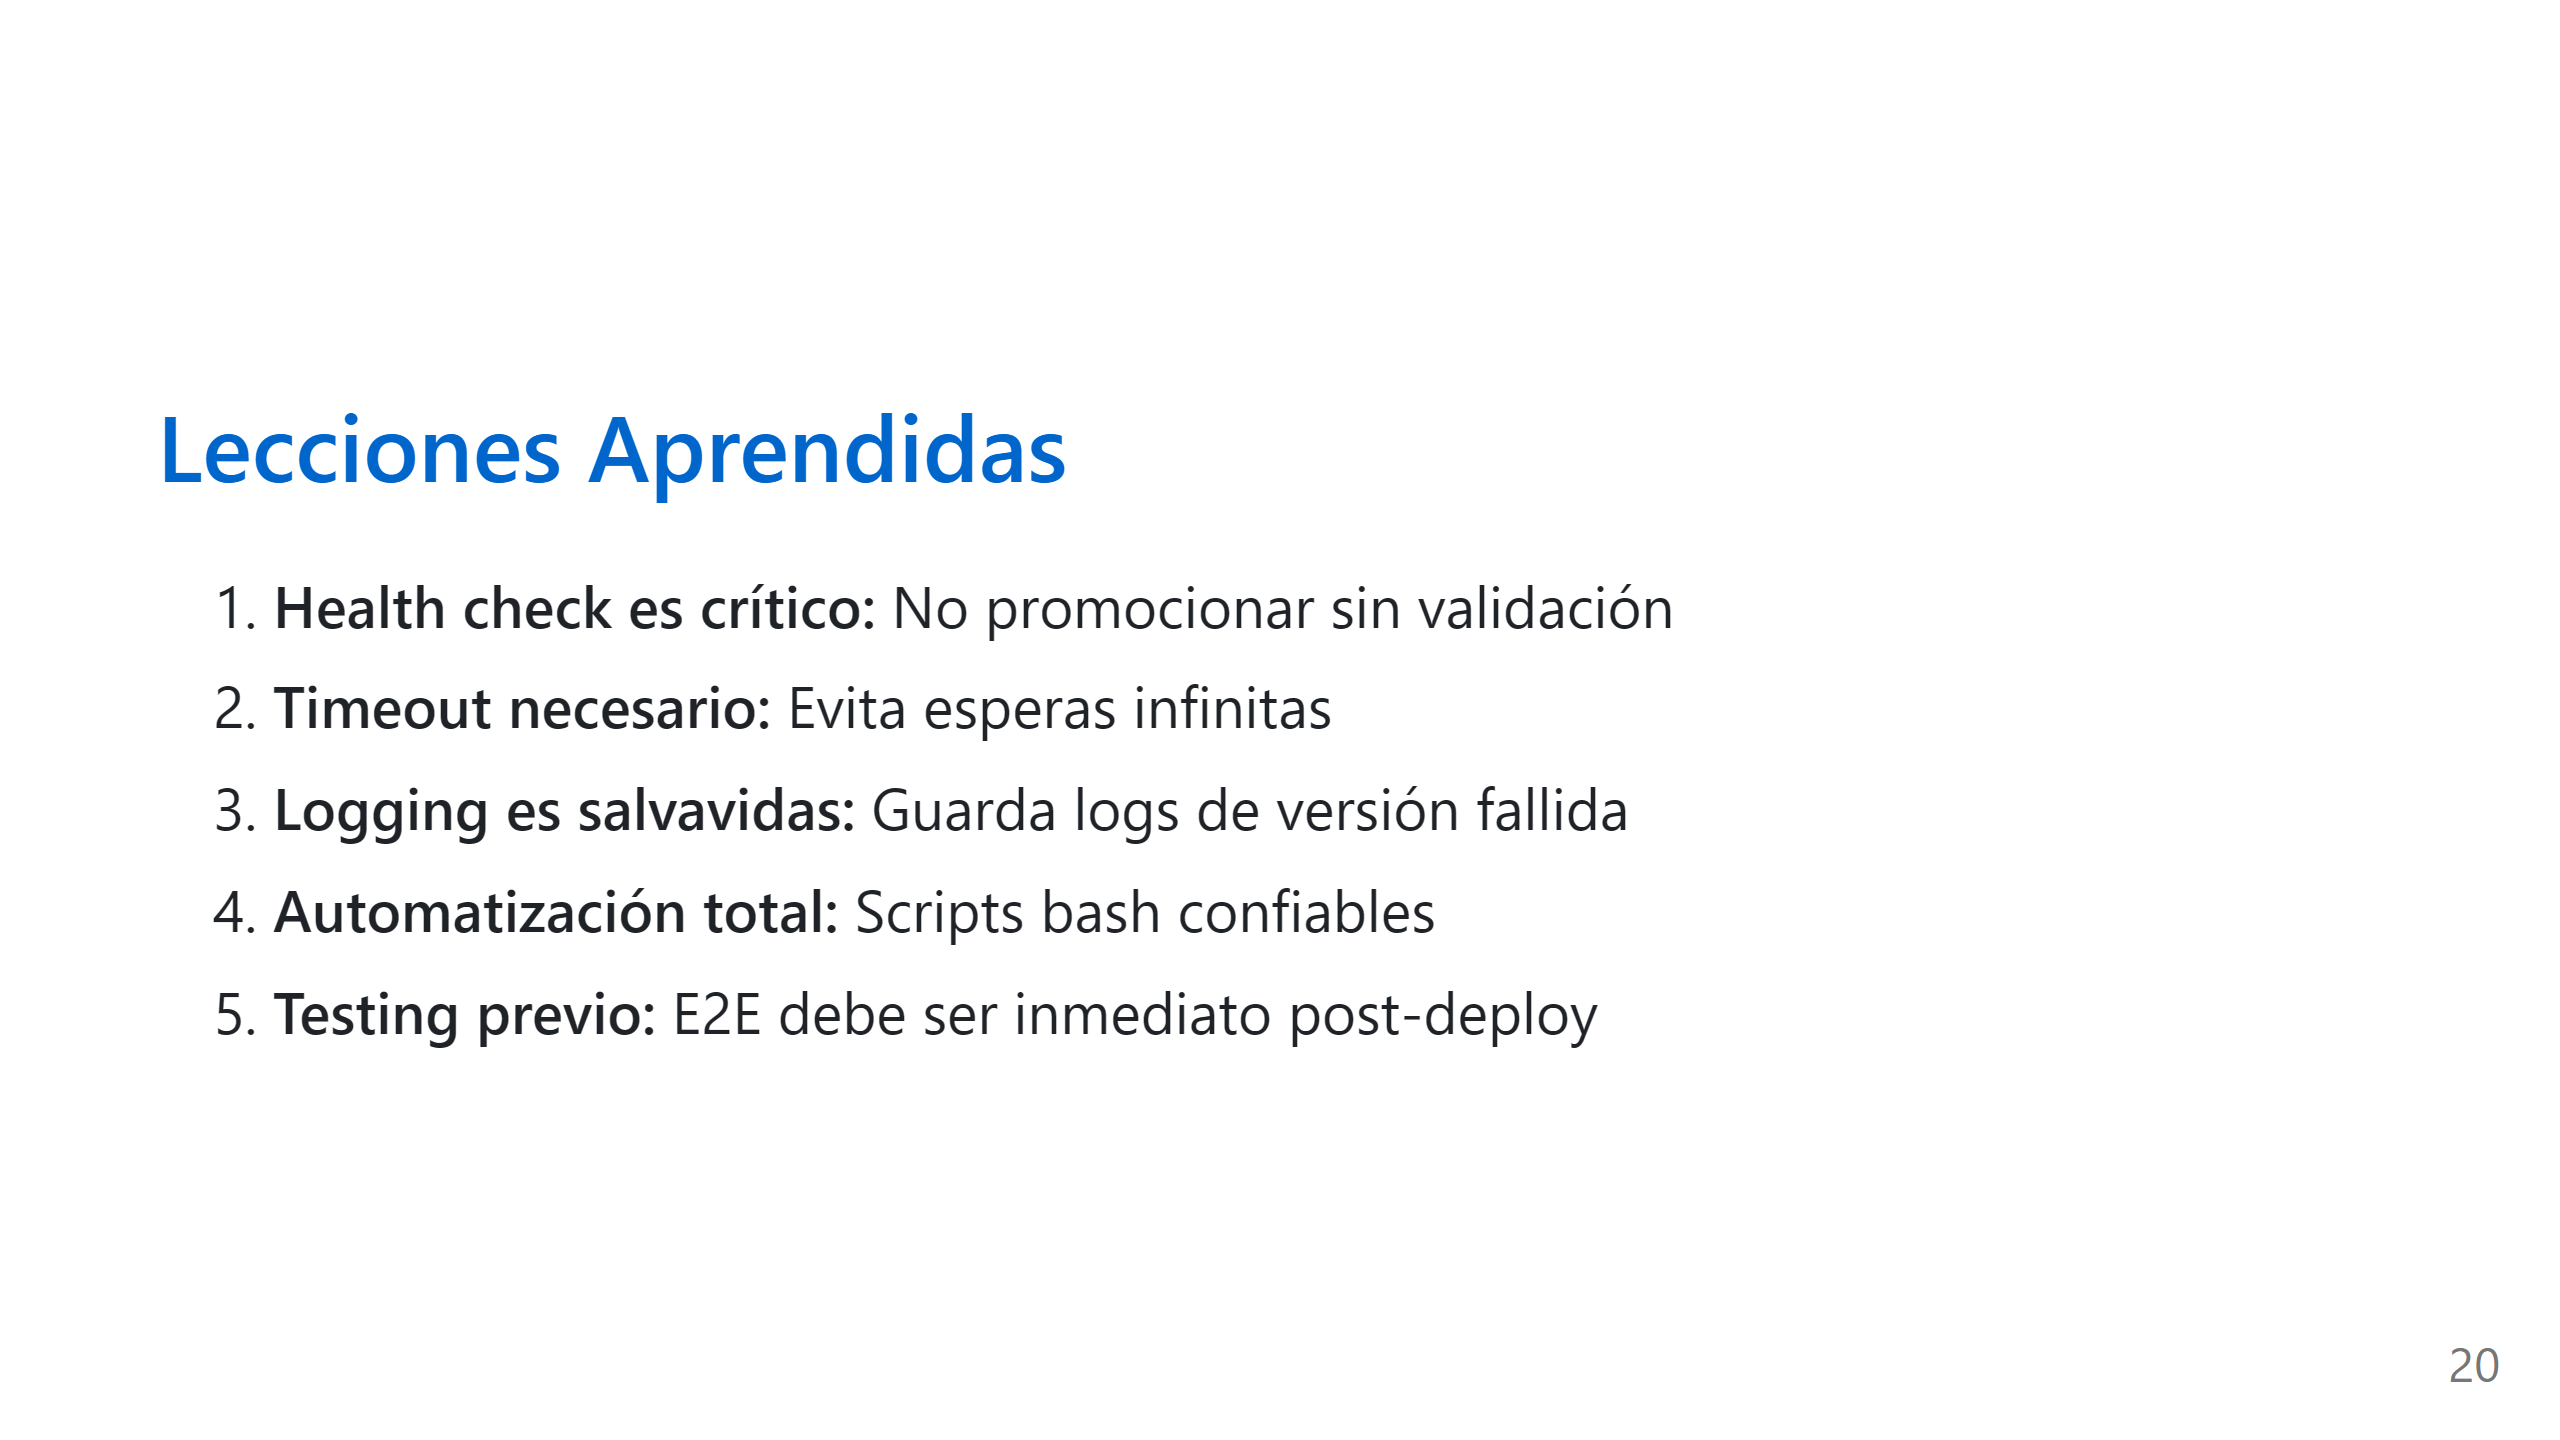 Lecciones Aprendidas
1. Health check es crítico: No promocionar sin validación
2. Timeout necesario: Evita esperas infinitas
3. Logging es salvavidas: Guarda logs de versión fallida
4. Automatización total: Scripts bash confiables
5. Testing previo: E2E debe ser inmediato post-deploy
20